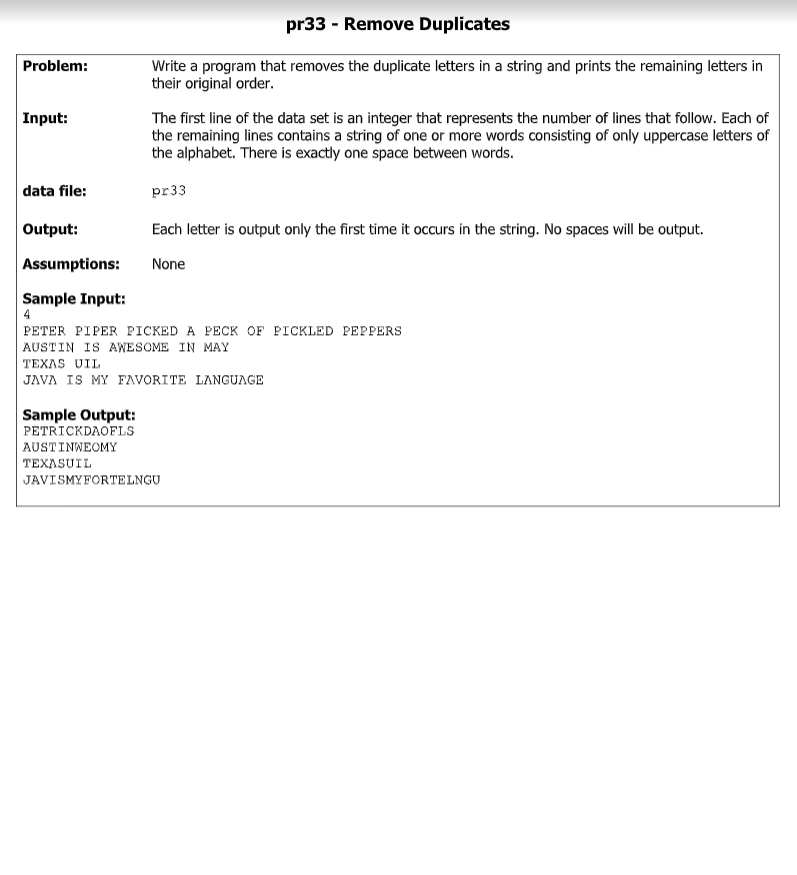 pr33 - Remove Duplicates
Problem: Write a program that removes the duplicate letters in a string and prints the remaining letters in
their original order.
Input: The first line of the data set is an integer that represents the number of lines that follow. Each of
the remaining lines contains a string of one or more words consisting of only uppercase letters of
the alphabet. There is exactly one space between words.
data file: pr33
Output: Each letter is output only the first time it occurs in the string. No spaces will be output.
Assumptions: None
Sample Input:
4
PETER PIPER PICKED A PECK OF PICKLED PEPPERS
AUSTIN IS AWESOME IN MAY
TEXAS UIL
JAVA IS MY FAVORITE LANGUAGE
Sample Output:
PETRICKDAOFLS
AUSTINWEOMY
TEXASUIL
JAVISMYFORTELNGU